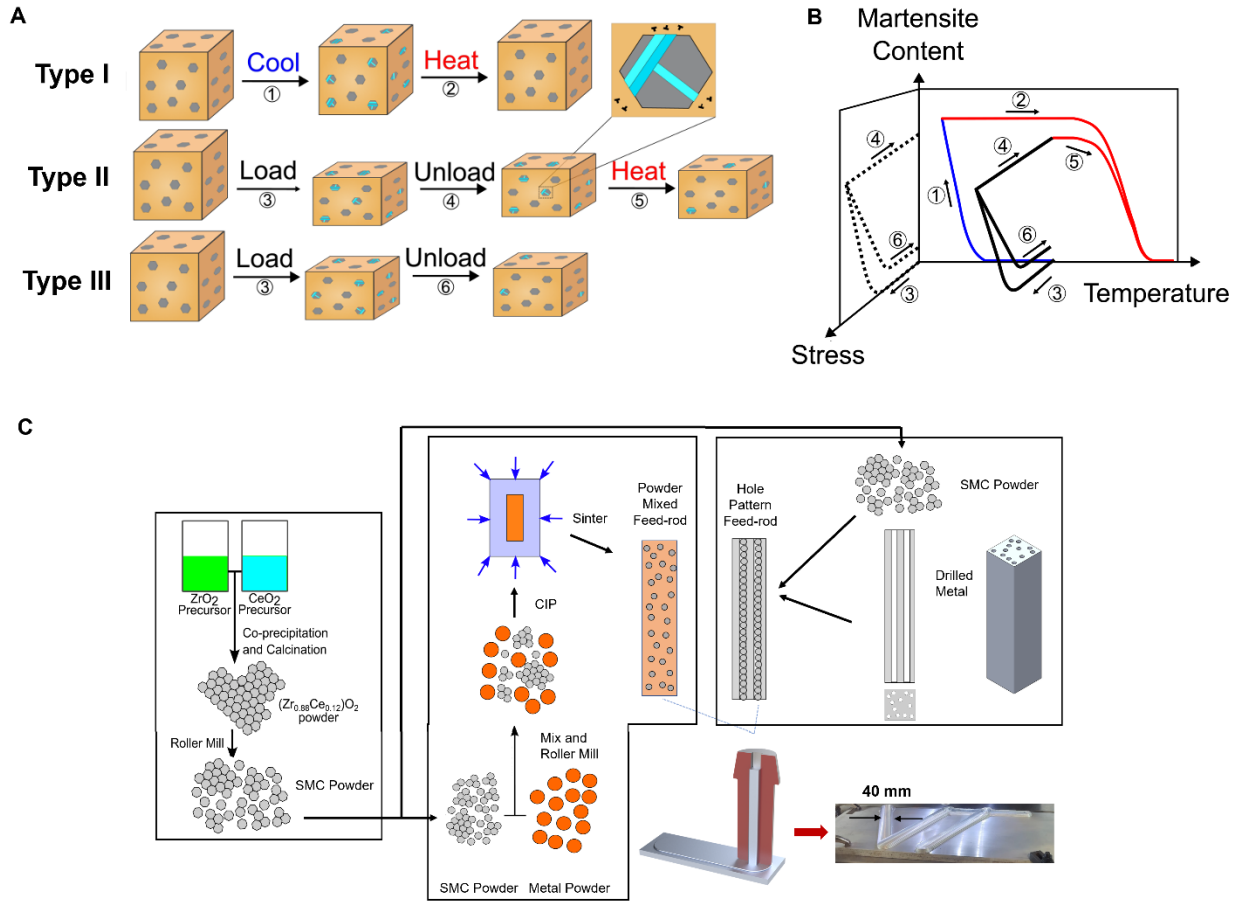 A
Type I
Cool
①
Heat
②
Type II
Load
③
Unload
④
Heat
⑤
Type III
Load
③
Unload
⑥
B
Martensite
Content
②
④
④
⑤
①
⑥
⑥
③
③
Temperature
Stress
C
ZrO2
Precursor
CeO2
Precursor
Co-precipitation
and Calcination
(Zr0.88Ce0.12)O2
powder
Roller Mill
SMC Powder
Sinter
CIP
Mix and
Roller Mill
SMC Powder
Metal Powder
Powder
Mixed
Feed-rod
Hole
Pattern
Feed-rod
SMC Powder
Drilled
Metal
40 mm